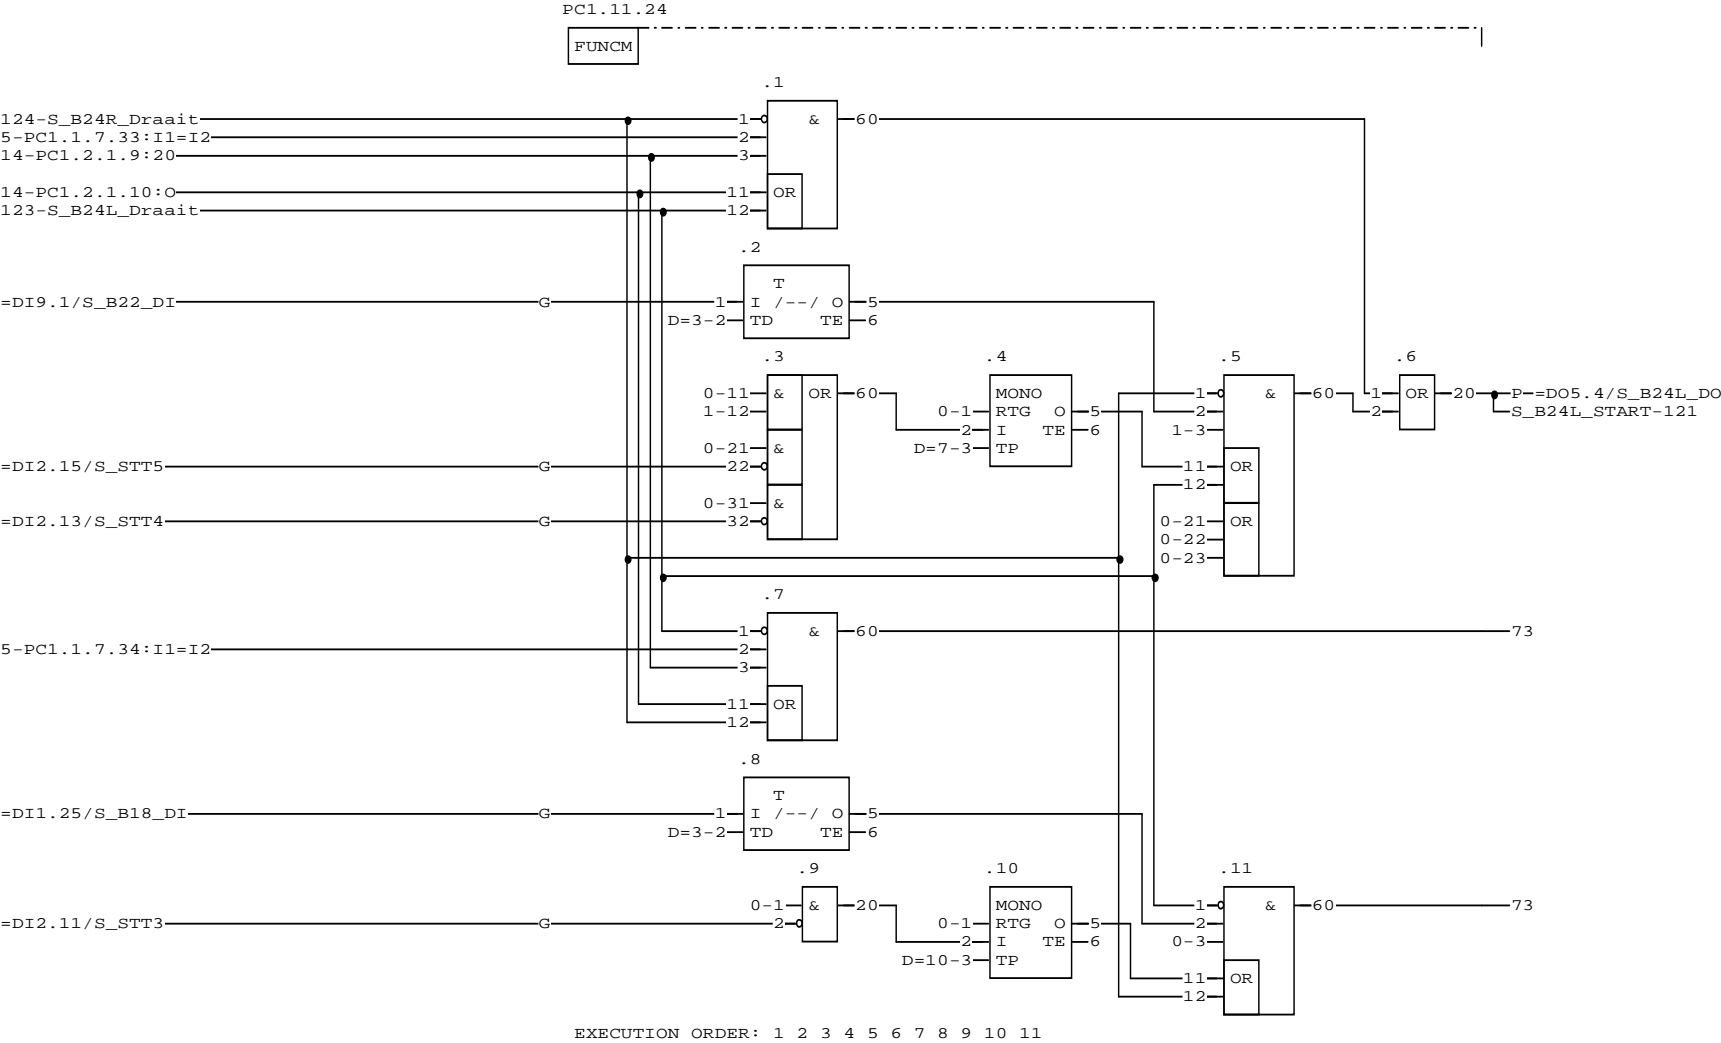 PC1.11.24
FUNCM
.1
124-S_B24R_Draait 1 & 60
5-PC1.1.7.33:I1=I2 2
14-PC1.2.1.9:20 3
14-PC1.2.1.10:O 11 OR
123-S_B24L_Draait 12
.2
T
=DI9.1/S_B22_DI G 1 I /--/ O 5
D=3-2 TD TE 6
.3 .4 .5 .6
0-11 & OR 60 MONO 1 & 60 1 OR 20 P-=DO5.4/S_B24L_DO
1-12 0-1 RTG O 5 2 2 S_B24L_START-121
2 I TE 6 1-3
0-21 & D=7-3 TP
=DI2.15/S_STT5 G 22 11 OR
12
0-31 &
=DI2.13/S_STT4 G 32 0-21 OR
0-22
0-23
.7
1 & 60 73
5-PC1.1.7.34:I1=I2 2
3
11 OR
12
.8
T
=DI1.25/S_B18_DI G 1 I /--/ O 5
D=3-2 TD TE 6
.9 .10 .11
0-1 & 20 MONO 1 & 60 73
=DI2.11/S_STT3 G 2 0-1 RTG O 5 2
2 I TE 6 0-3
D=10-3 TP
11 OR
12
EXECUTION ORDER: 1 2 3 4 5 6 7 8 9 10 11